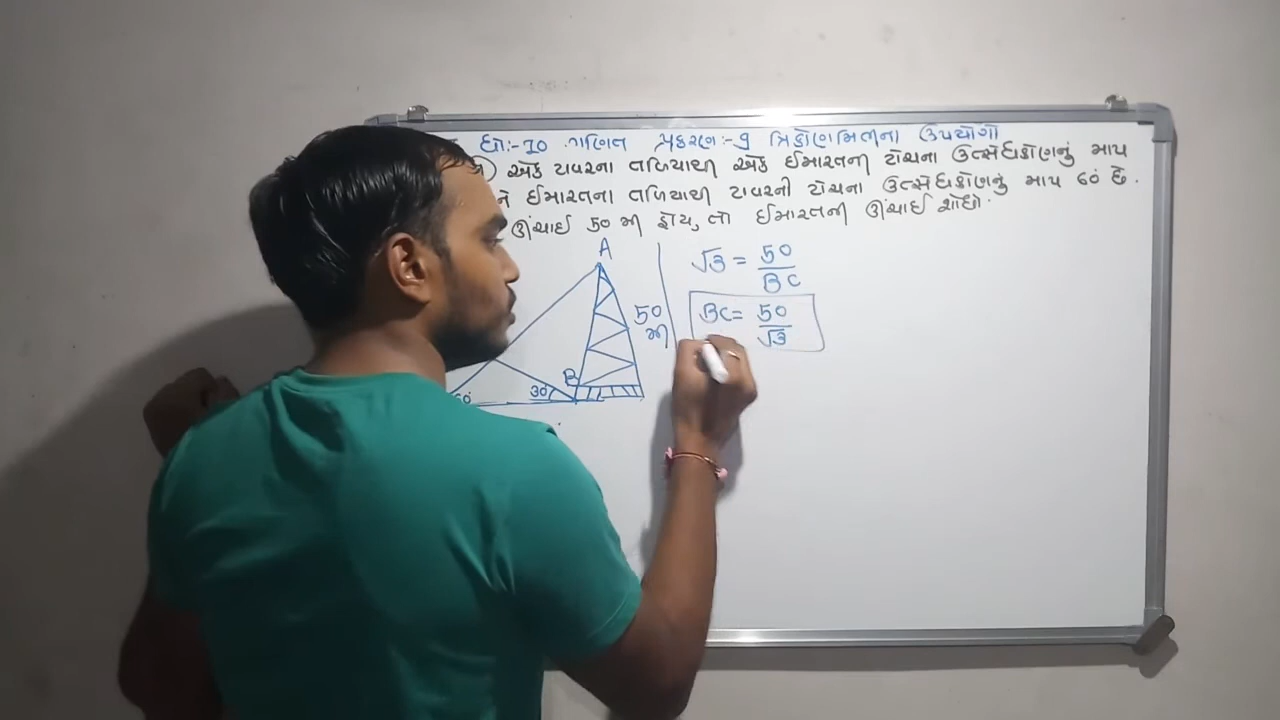 ધો:-10 ગણિત પ્રકરણ:-9 ત્રિકોણમિતિના ઉપયોગો
એક ટાવરના તળિયાથી એક ઈમારતની ટોચના ઉત્સેધકોણનું માપ
ને ઈમારતના તળિયાથી ટાવરની ટોચના ઉત્સેધકોણનું માપ 60 છે.
ઊંચાઈ 50 મી હોય, તો ઈમારતની ઊંચાઈ શોધો.
A
50
મી
B
30
60
√3 = 50/BC
BC = 50/√3